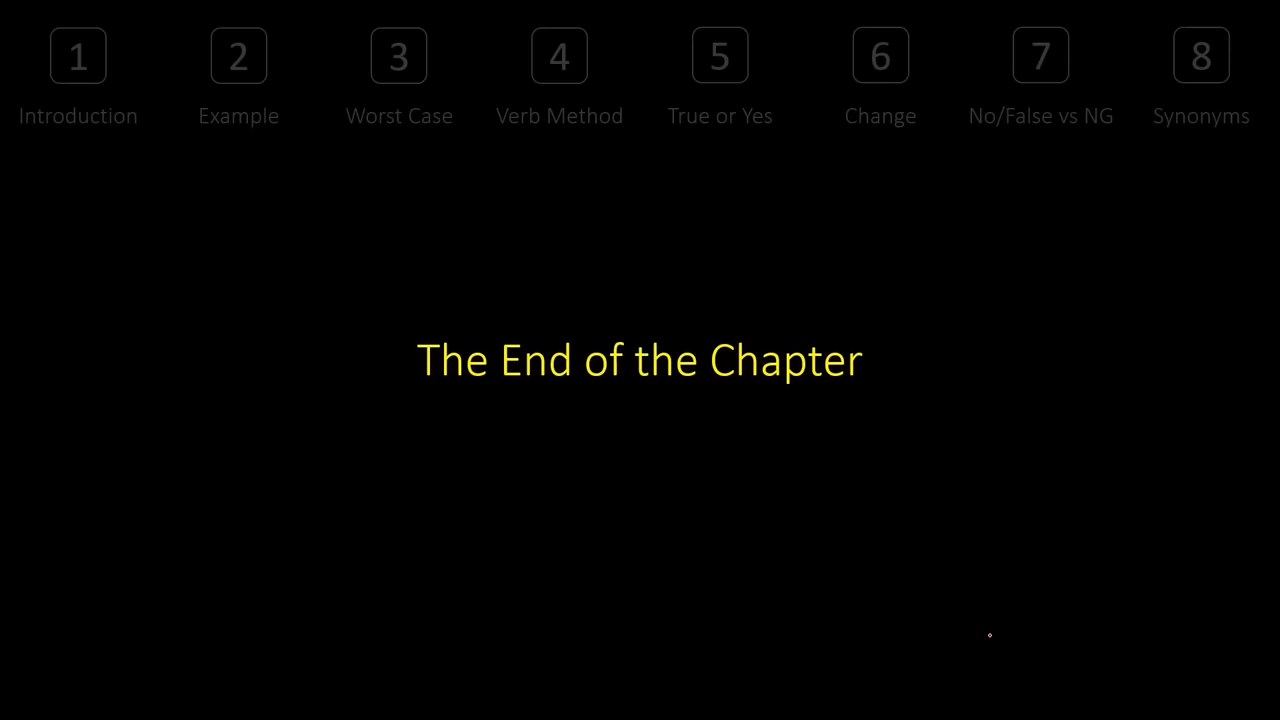 1 2 3 4 5 6 7 8
Introduction Example Worst Case Verb Method True or Yes Change No/False vs NG Synonyms
The End of the Chapter